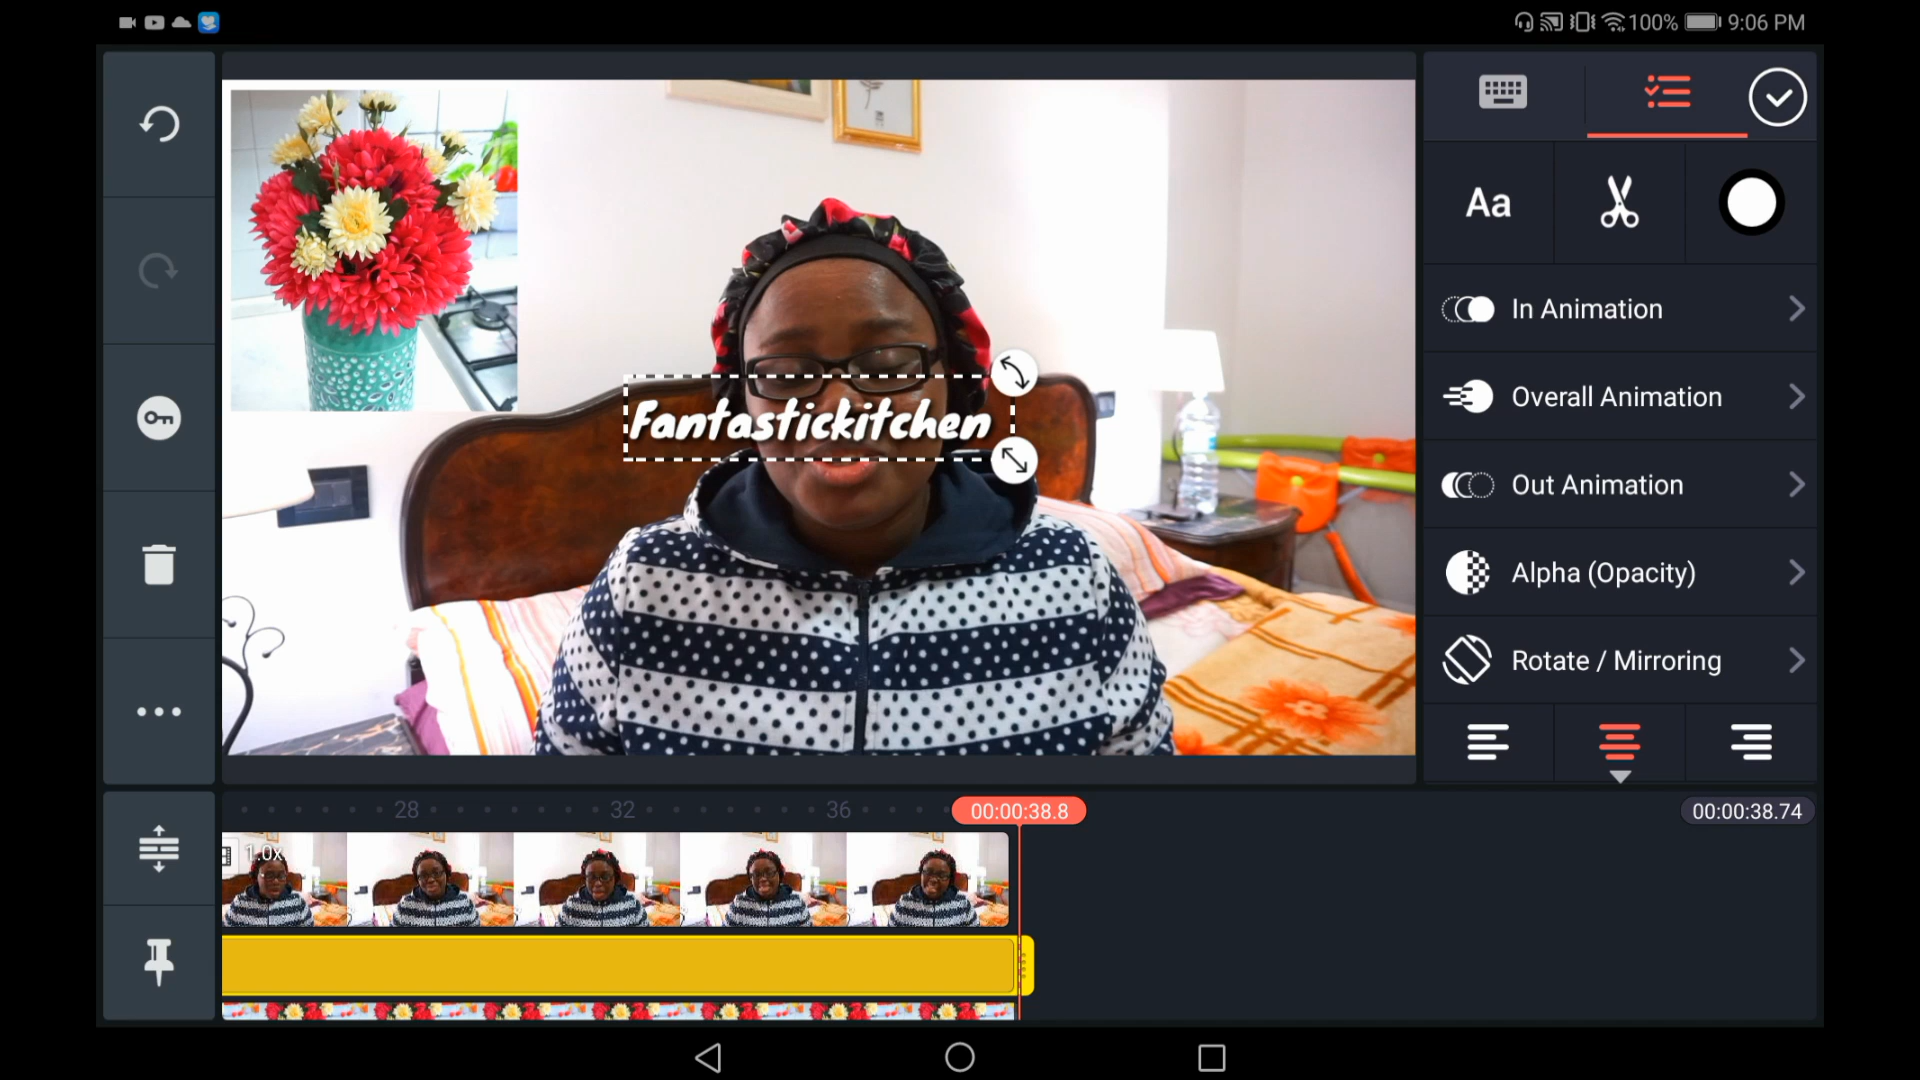 100% 9:06 PM
Fantastickitchen
Aa
In Animation
Overall Animation
Out Animation
Alpha (Opacity)
Rotate / Mirroring
28 32 36 00:00:38.8 00:00:38.74
1.0x